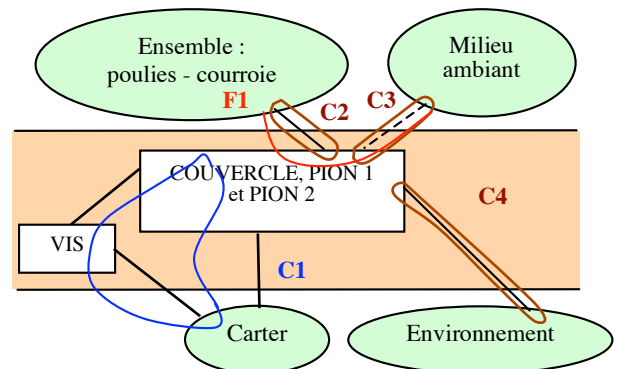 Ensemble :
poulies - courroie
Milieu
ambiant
F1
C2
C3
COUVERCLE, PION 1
et PION 2
C4
VIS
C1
Carter
Environnement